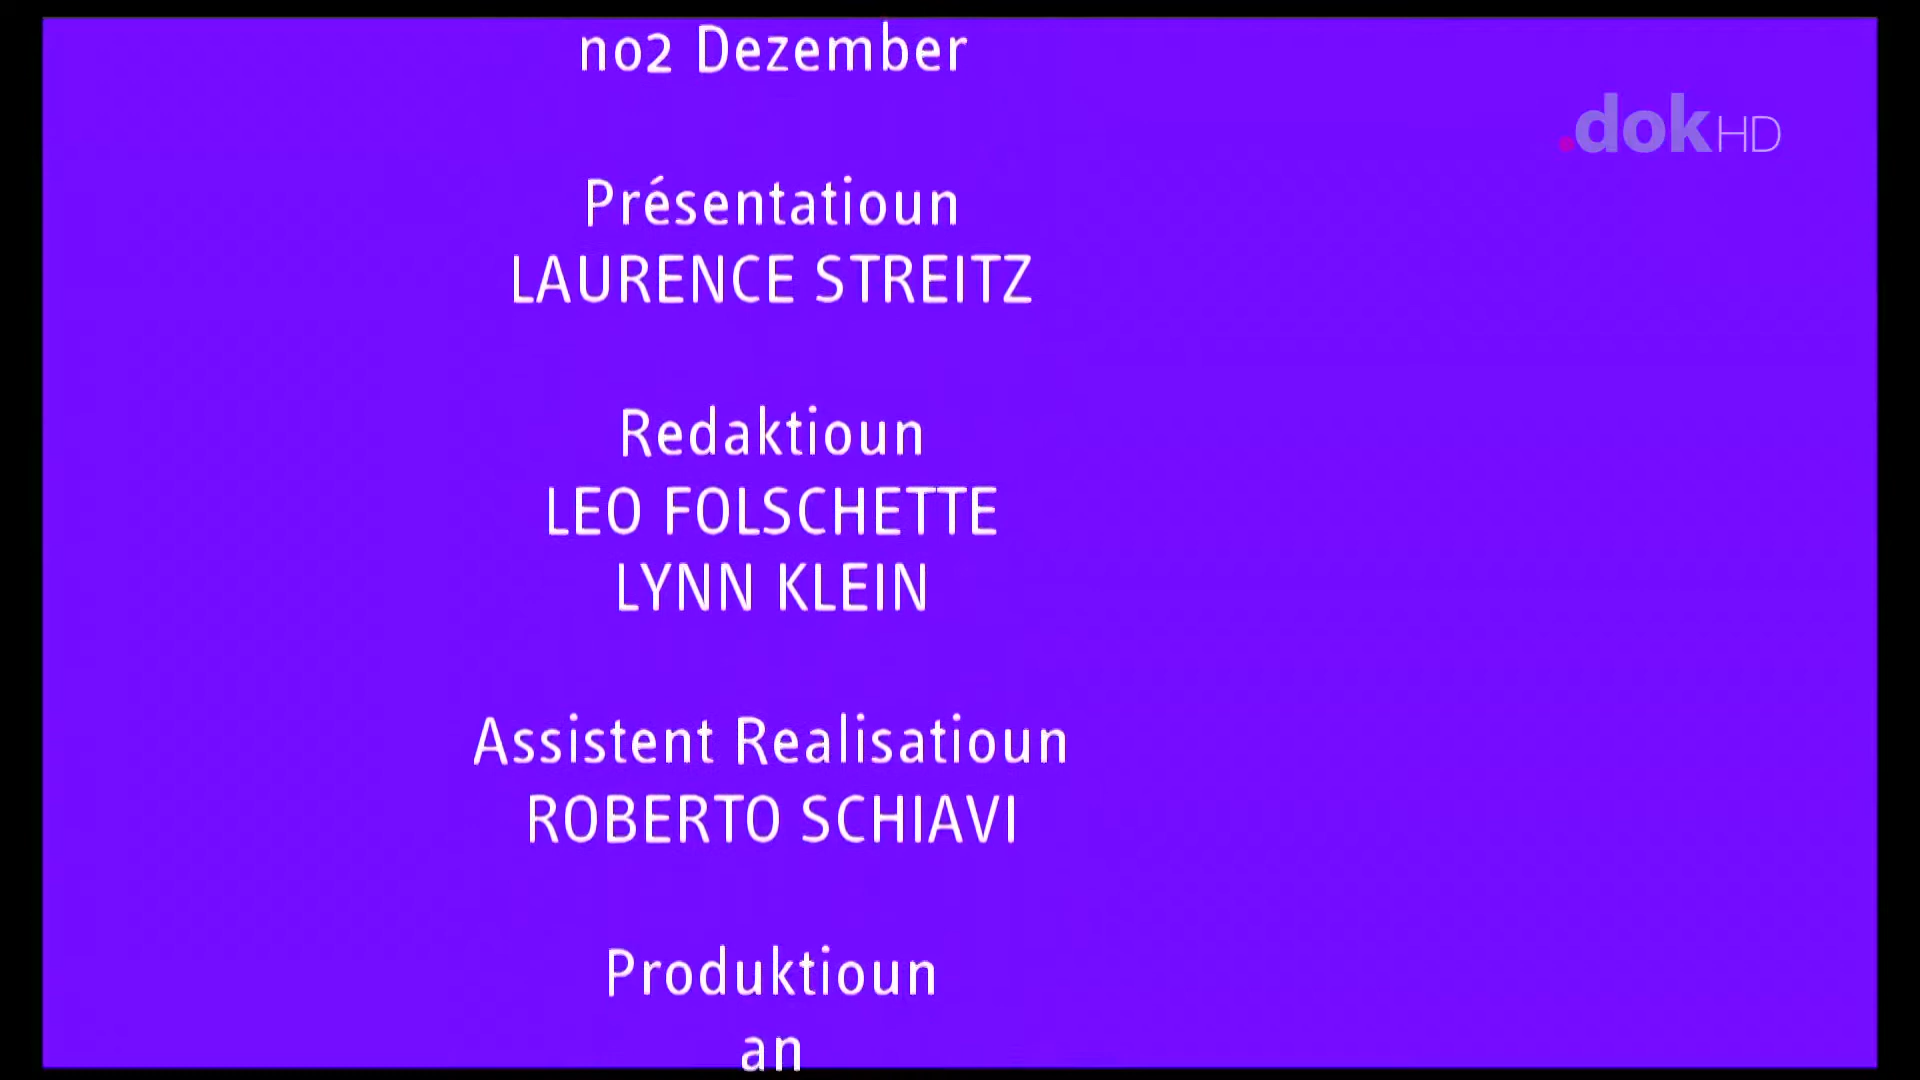 no2 Dezember
.dokHD
Présentatioun
LAURENCE STREITZ
Redaktioun
LEO FOLSCHETTE
LYNN KLEIN
Assistent Realisatioun
ROBERTO SCHIAVI
Produktioun
an